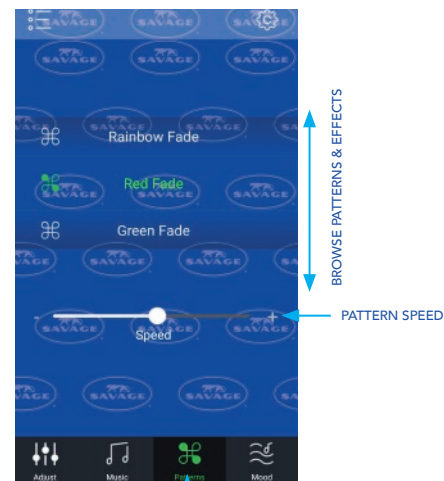 SAVAGE
Rainbow Fade
Red Fade
Green Fade
- +
Speed
Adjust Music Patterns Mood
BROWSE PATTERNS & EFFECTS
PATTERN SPEED